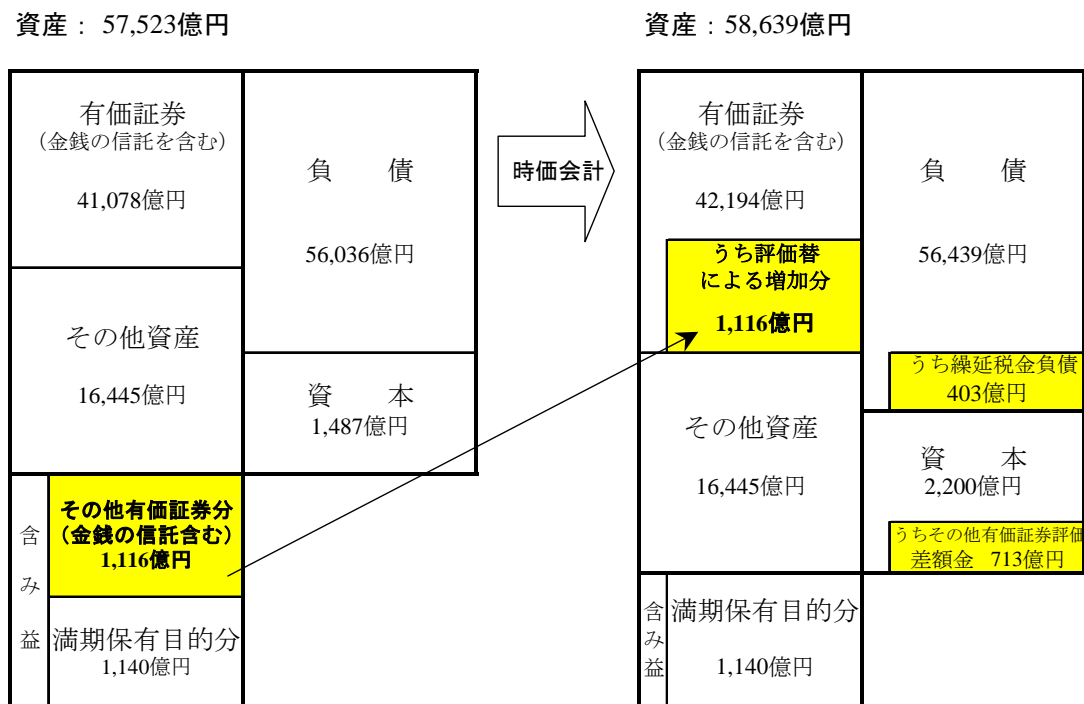 資産： 57,523億円
有価証券
（金銭の信託を含む）
41,078億円
負　債
56,036億円
その他資産
16,445億円
資　本
1,487億円
含み益
その他有価証券分
（金銭の信託含む）
1,116億円
満期保有目的分
1,140億円
時価会計
資産：58,639億円
有価証券
（金銭の信託を含む）
42,194億円
うち評価替
による増加分
1,116億円
負　債
56,439億円
うち繰延税金負債
403億円
その他資産
16,445億円
資　本
2,200億円
うちその他有価証券評価
差額金 713億円
含み益
満期保有目的分
1,140億円